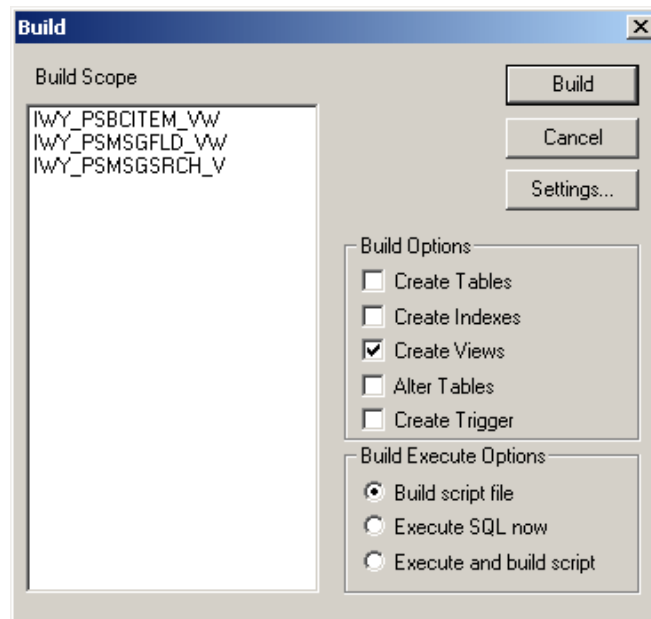 Build
Build Scope
IWY_PSBCITEM_VW
IWY_PSMSGFLD_VW
IWY_PSMSGSRCH_V
Build
Cancel
Settings...
Build Options
Create Tables
Create Indexes
Create Views
Alter Tables
Create Trigger
Build Execute Options
Build script file
Execute SQL now
Execute and build script